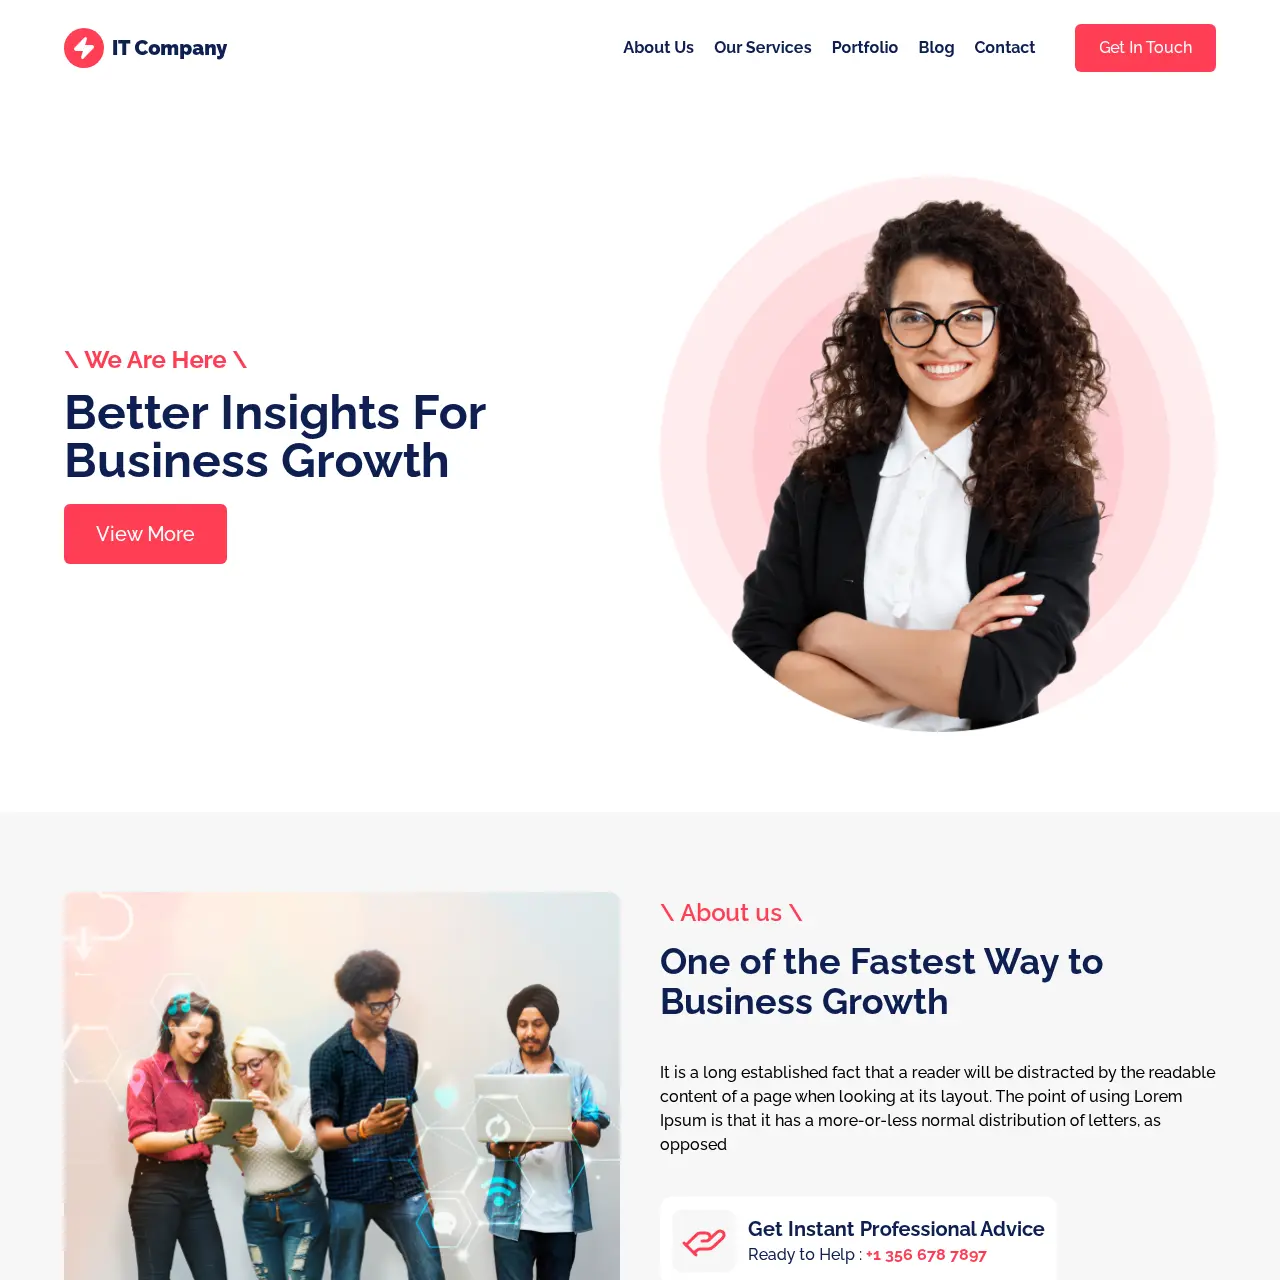 IT Company
About Us
Our Services
Portfolio
Blog
Contact
Get In Touch
\ We Are Here \
Better Insights For
Business Growth
View More
\ About us \
One of the Fastest Way to
Business Growth
It is a long established fact that a reader will be distracted by the readable
content of a page when looking at its layout. The point of using Lorem
Ipsum is that it has a more-or-less normal distribution of letters, as
opposed
Get Instant Professional Advice
Ready to Help : +1 356 678 7897